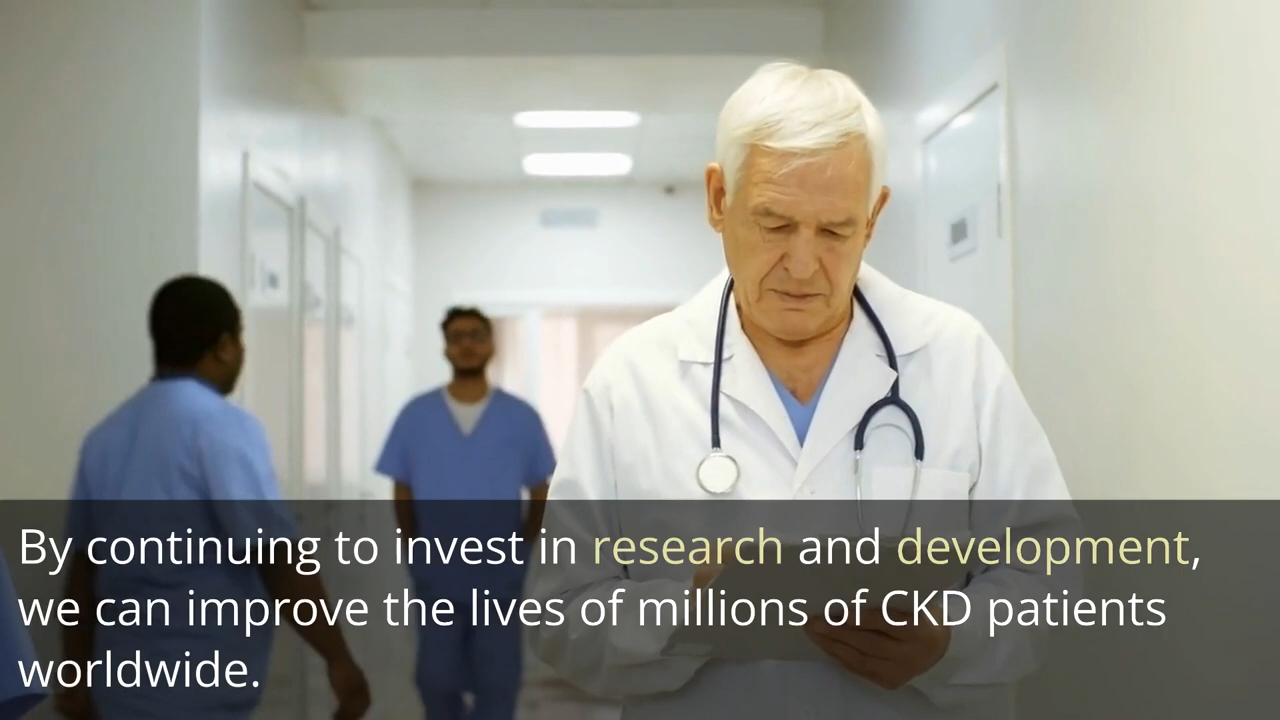 By continuing to invest in research and development,
we can improve the lives of millions of CKD patients
worldwide.